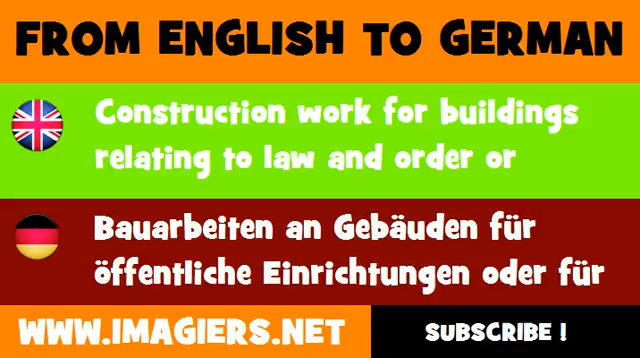 FROM ENGLISH TO GERMAN
Construction work for buildings
relating to law and order or
Bauarbeiten an Gebäuden für
öffentliche Einrichtungen oder für
WWW.IMAGIERS.NET
SUBSCRIBE !